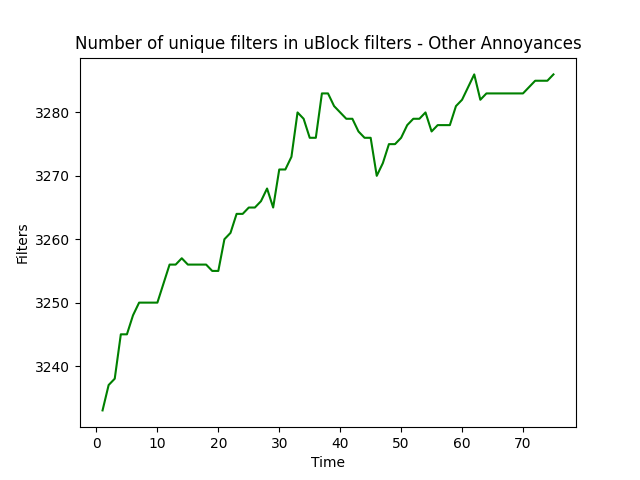 Number of unique filters in uBlock filters - Other Annoyances
Filters
3280
3270
3260
3250
3240
0 10 20 30 40 50 60 70
Time